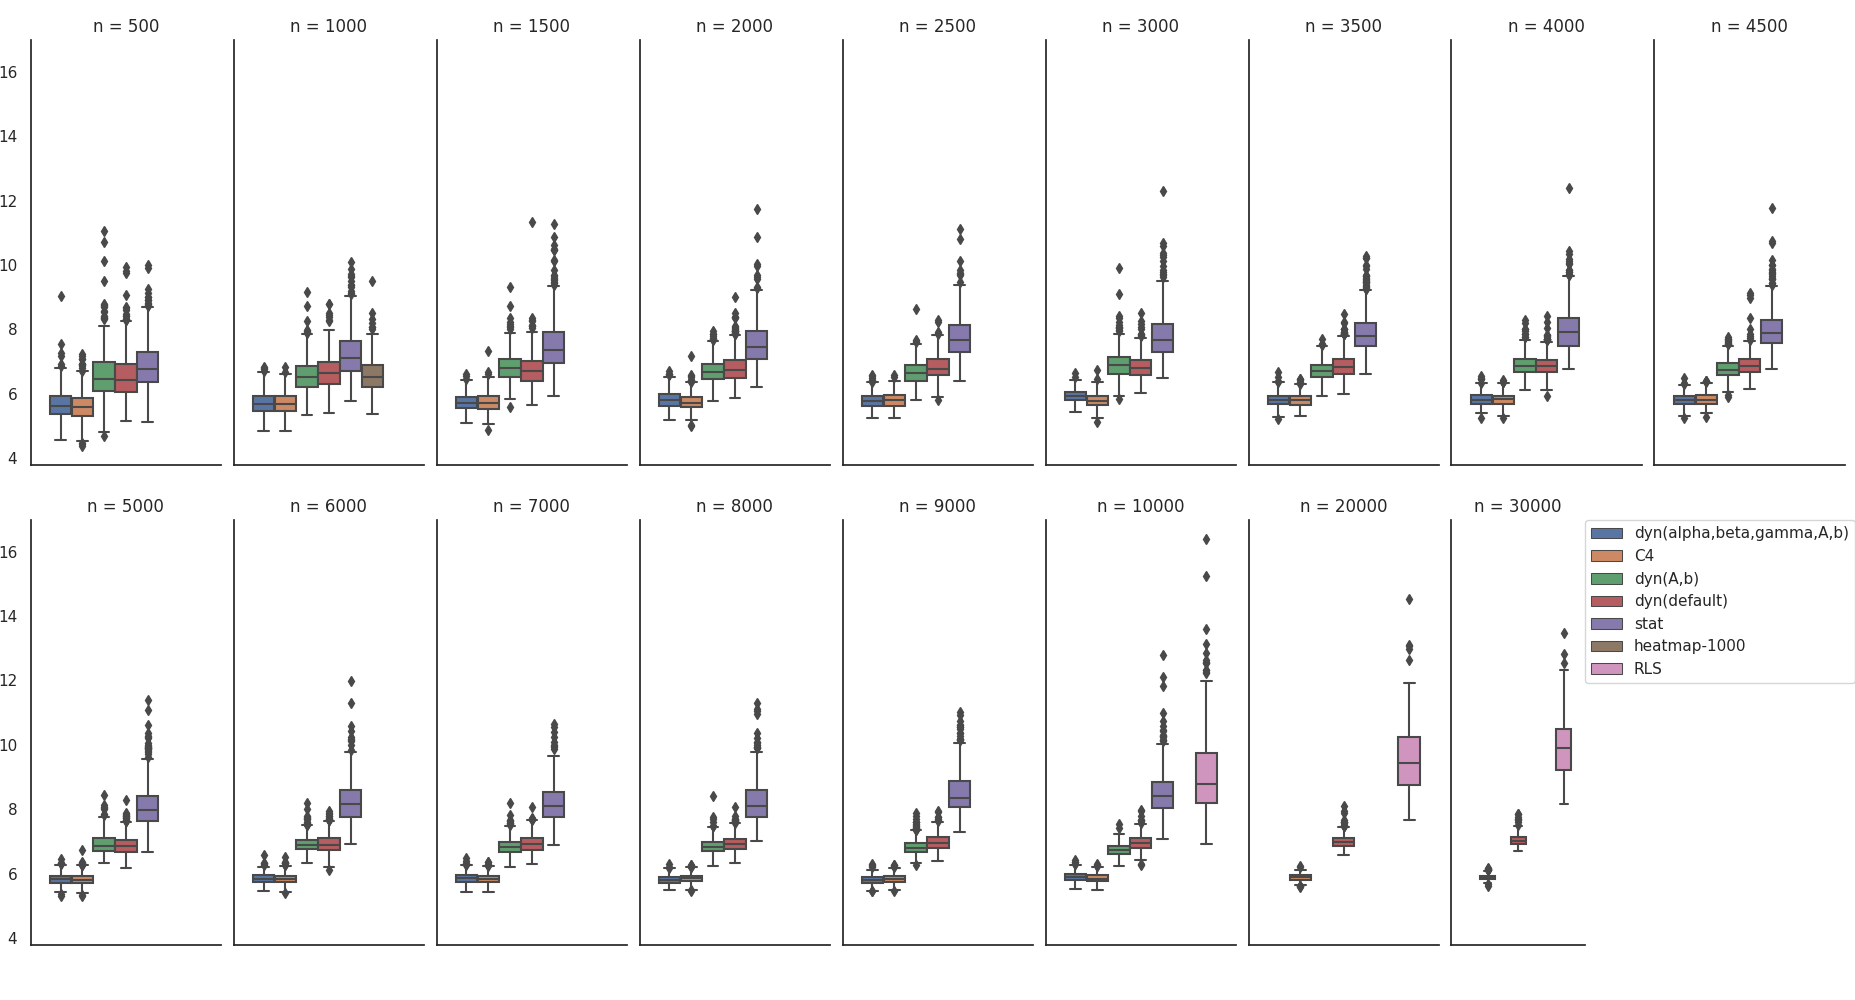 n = 500
n = 1000
n = 1500
n = 2000
n = 2500
n = 3000
n = 3500
n = 4000
n = 4500
16
14
12
10
8
6
4
n = 5000
n = 6000
n = 7000
n = 8000
n = 9000
n = 10000
n = 20000
n = 30000
16
14
12
10
8
6
4
dyn(alpha,beta,gamma,A,b)
C4
dyn(A,b)
dyn(default)
stat
heatmap-1000
RLS